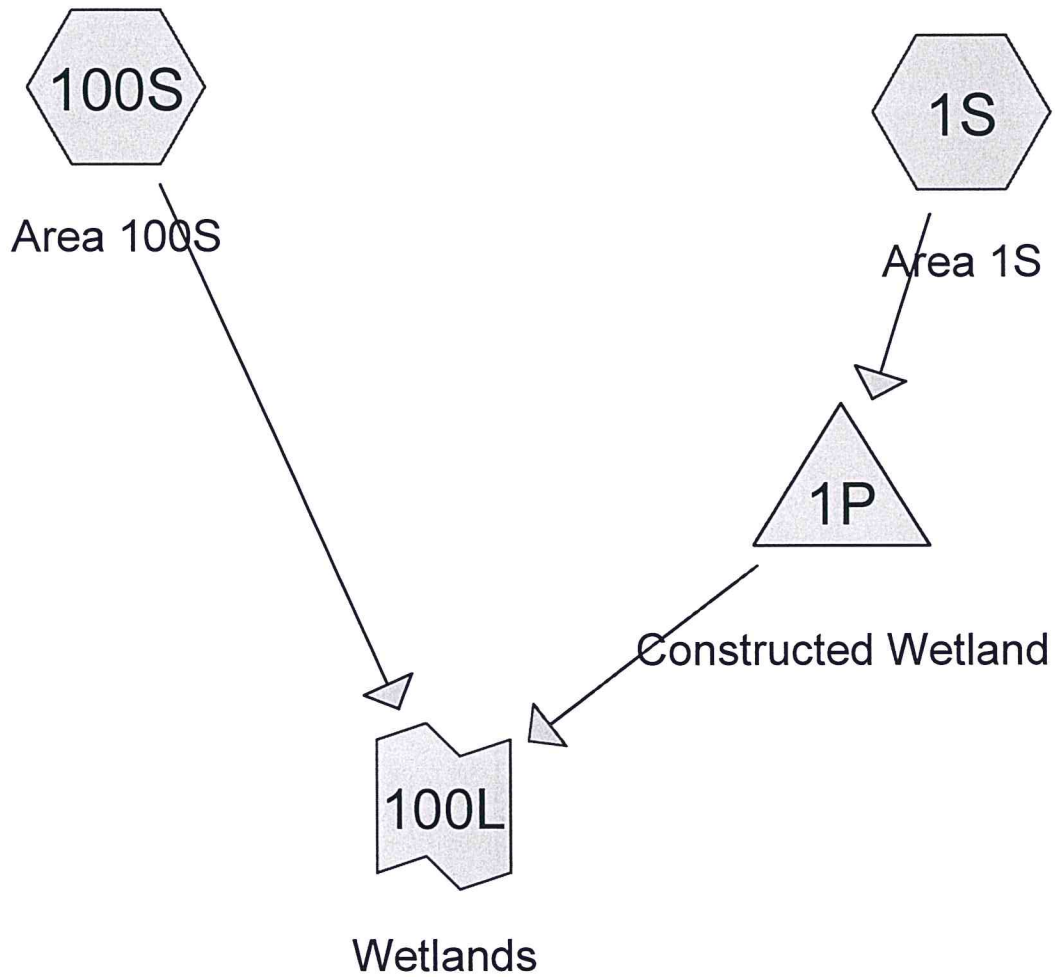 100S
Area 100S
1S
Area 1S
1P
Constructed Wetland
100L
Wetlands